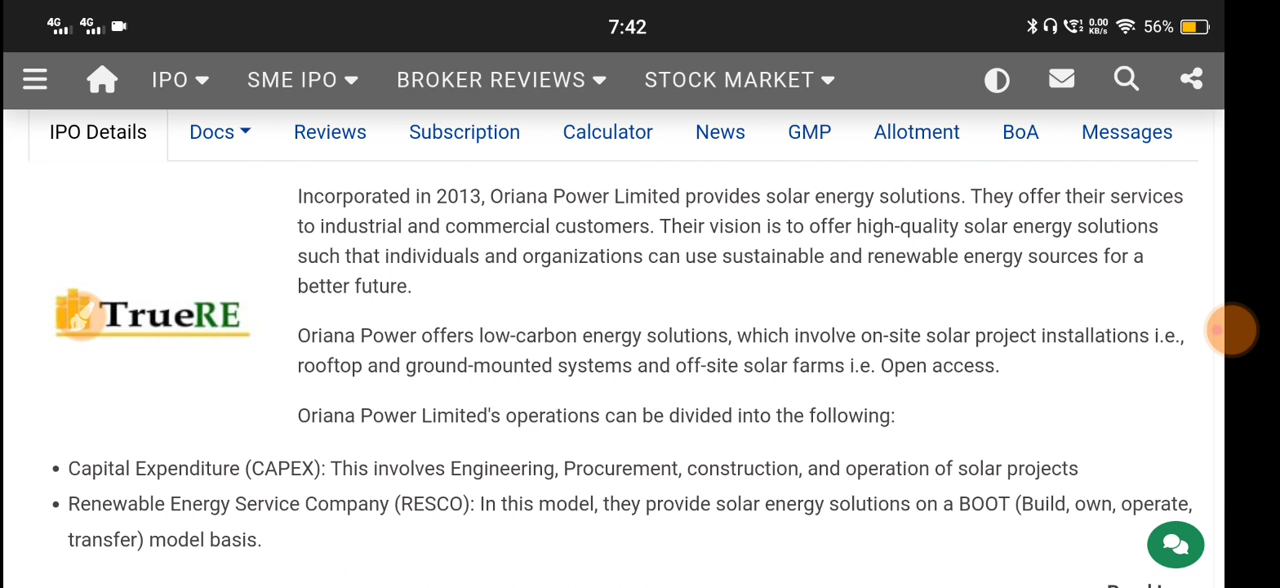 4G 4G 7:42 2 0.00 KB/s 56%
IPO SME IPO BROKER REVIEWS STOCK MARKET
IPO Details Docs Reviews Subscription Calculator News GMP Allotment BoA Messages
Incorporated in 2013, Oriana Power Limited provides solar energy solutions. They offer their services
to industrial and commercial customers. Their vision is to offer high-quality solar energy solutions
such that individuals and organizations can use sustainable and renewable energy sources for a
better future.
TrueRE
Oriana Power offers low-carbon energy solutions, which involve on-site solar project installations i.e.,
rooftop and ground-mounted systems and off-site solar farms i.e. Open access.
Oriana Power Limited's operations can be divided into the following:
• Capital Expenditure (CAPEX): This involves Engineering, Procurement, construction, and operation of solar projects
• Renewable Energy Service Company (RESCO): In this model, they provide solar energy solutions on a BOOT (Build, own, operate,
transfer) model basis.